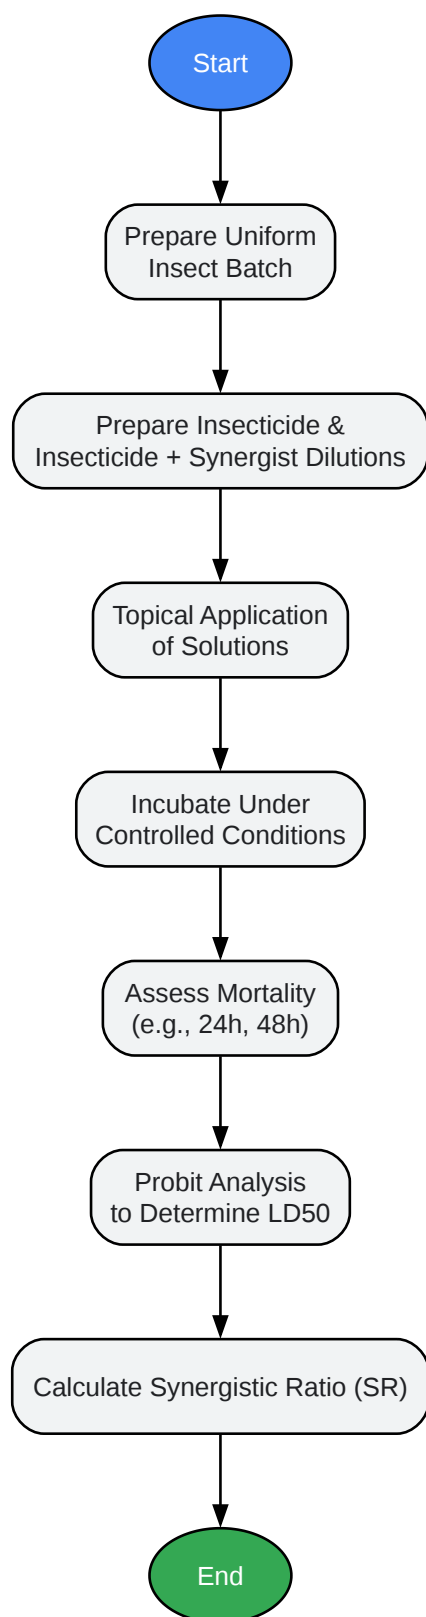 Start
Prepare Uniform
Insect Batch
Prepare Insecticide &
Insecticide + Synergist Dilutions
Topical Application
of Solutions
Incubate Under
Controlled Conditions
Assess Mortality
(e.g., 24h, 48h)
Probit Analysis
to Determine LD50
Calculate Synergistic Ratio (SR)
End